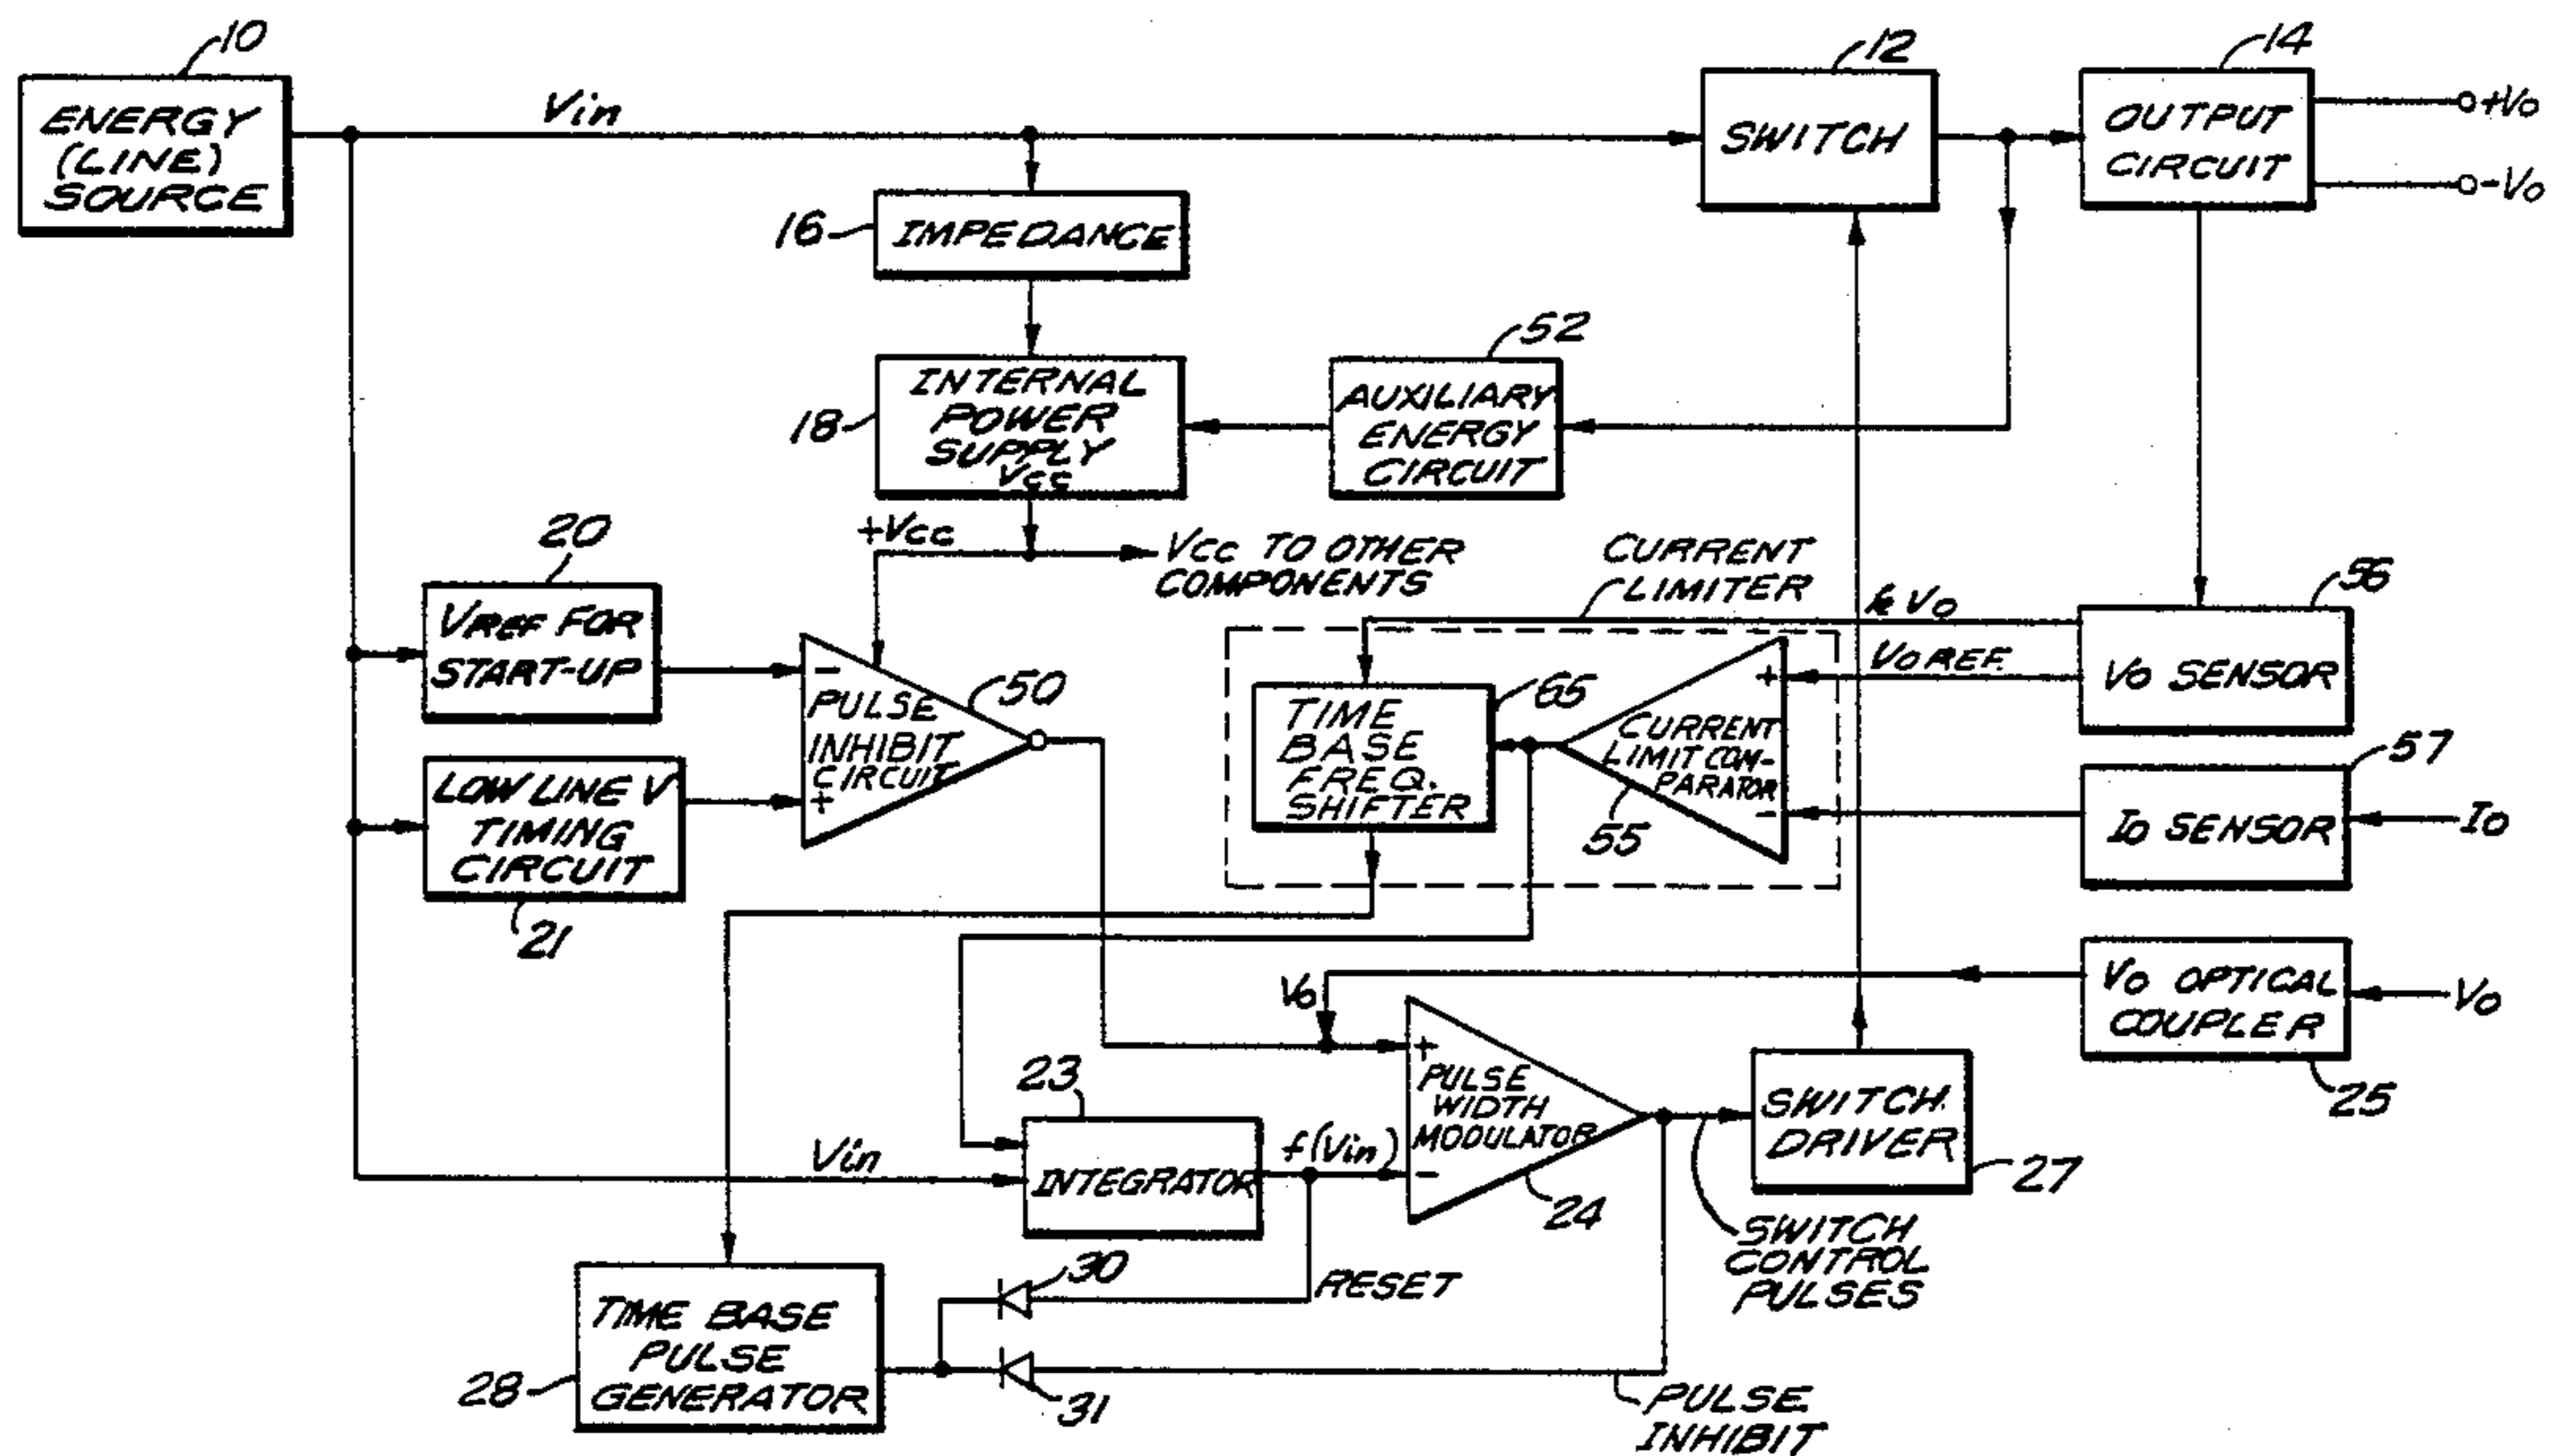 10
ENERGY
(LINE)
SOURCE
Vin
12
SWITCH
14
OUTPUT
CIRCUIT
+Vo
-Vo
16
IMPEDANCE
18
INTERNAL
POWER
SUPPLY
Vcc
52
AUXILIARY
ENERGY
CIRCUIT
+Vcc
Vcc TO OTHER
COMPONENTS
20
VREF FOR
START-UP
LOW LINE V
TIMING
CIRCUIT
21
-
+
PULSE
INHIBIT
CIRCUIT
50
CURRENT
LIMITER
k Vo
Vo REF.
56
Vo SENSOR
65
TIME
BASE
FREQ.
SHIFTER
+
-
CURRENT
LIMIT COM-
PARATOR
55
57
Io SENSOR
Io
Vo OPTICAL
COUPLER
Vo
25
Vo
23
Vin
INTEGRATOR
f(Vin)
+
-
PULSE
WIDTH
MODULATOR
24
SWITCH
DRIVER
27
SWITCH
CONTROL
PULSES
30
RESET
TIME BASE
PULSE
GENERATOR
28
31
PULSE
INHIBIT